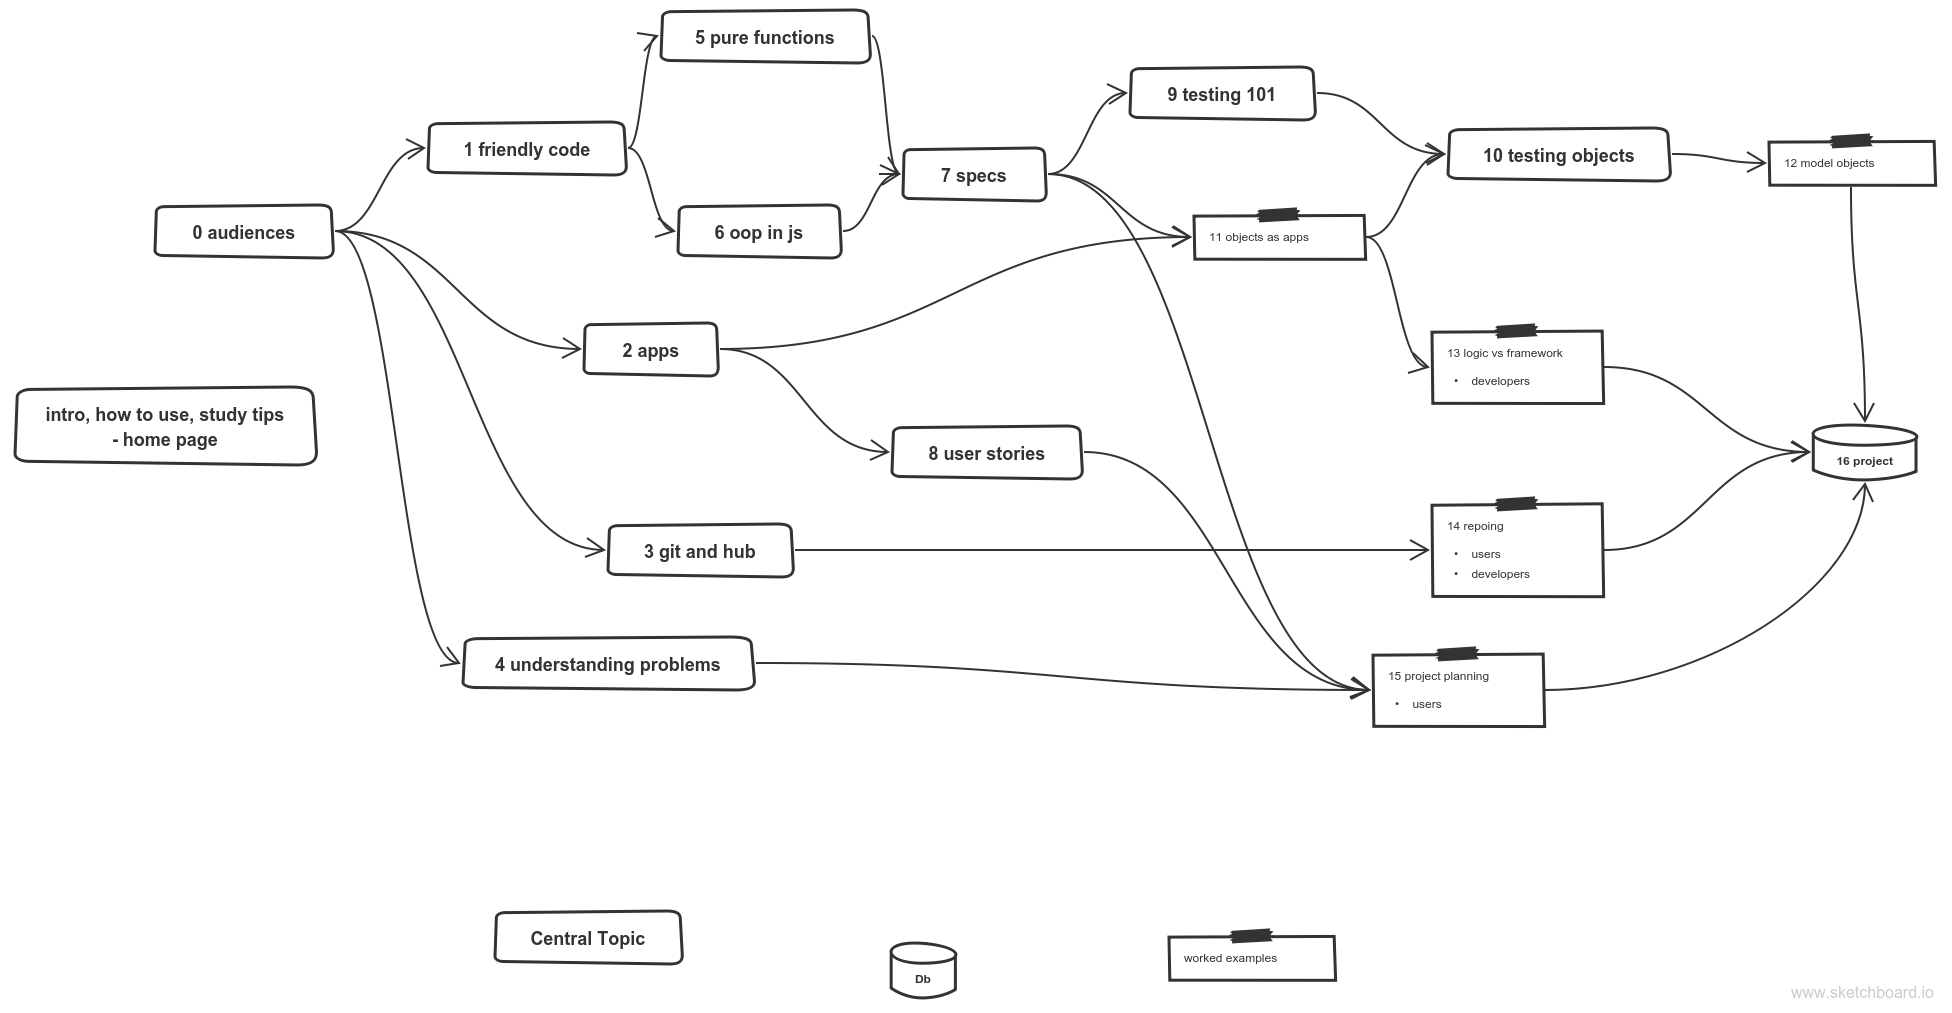 5 pure functions
9 testing 101
1 friendly code
10 testing objects
12 model objects
7 specs
0 audiences
6 oop in js
11 objects as apps
2 apps
13 logic vs framework
• developers
intro, how to use, study tips
- home page
8 user stories
16 project
14 repoing
• users
• developers
3 git and hub
4 understanding problems
15 project planning
• users
Central Topic
Db
worked examples
www.sketchboard.io